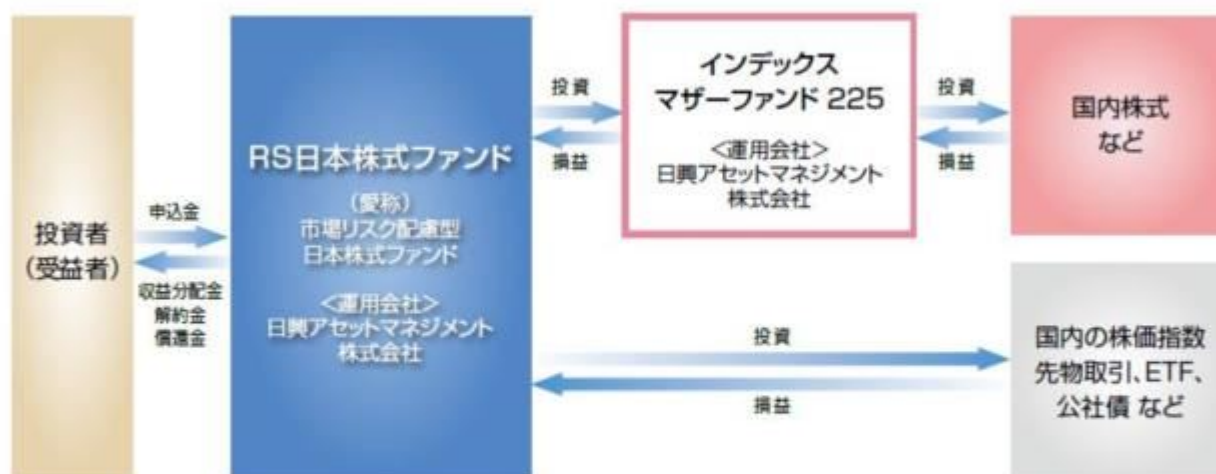 投資者
(受益者)
申込金
収益分配金
解約金
償還金
RS日本株式ファンド
(愛称)
市場リスク配慮型
日本株式ファンド
<運用会社>
日興アセットマネジメント
株式会社
投資
損益
インデックス
マザーファンド 225
<運用会社>
日興アセットマネジメント
株式会社
投資
損益
国内株式
など
投資
損益
国内の株価指数
先物取引、ETF、
公社債 など